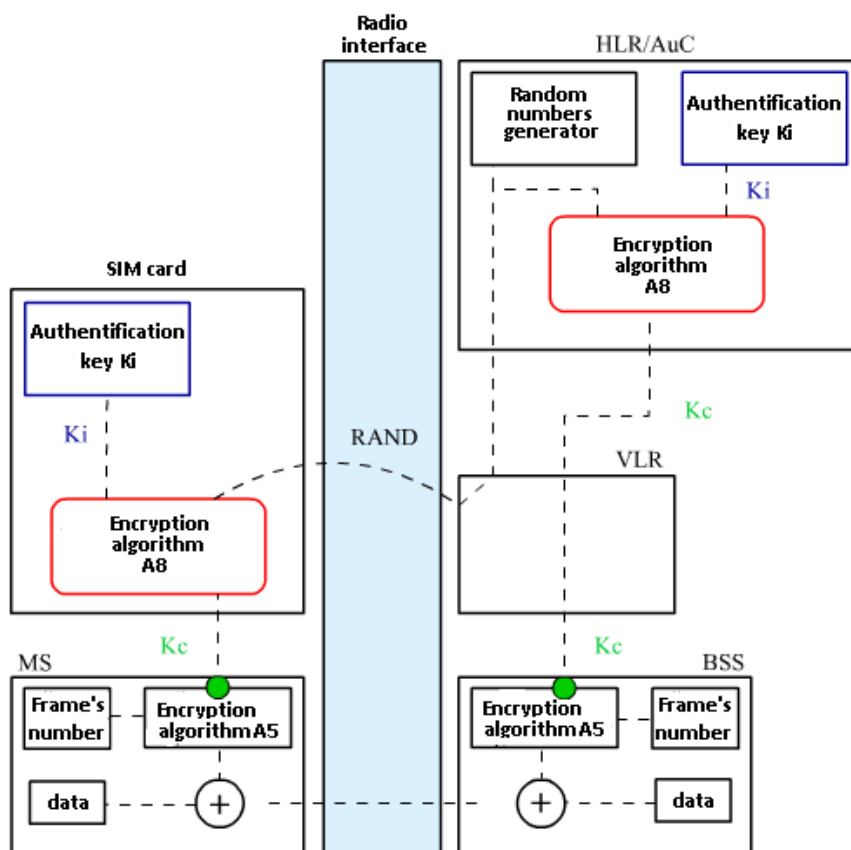 Radio
interface
HLR/AuC
Random
numbers
generator
Authentification
key Ki
Ki
Encryption
algorithm
A8
SIM card
Authentification
key Ki
Ki
Kc
RAND
VLR
Encryption
algorithm
A8
Kc
Kc
MS
BSS
Frame's
number
Encryption
algorithm A5
Encryption
algorithm A5
Frame's
number
data
+
+
data